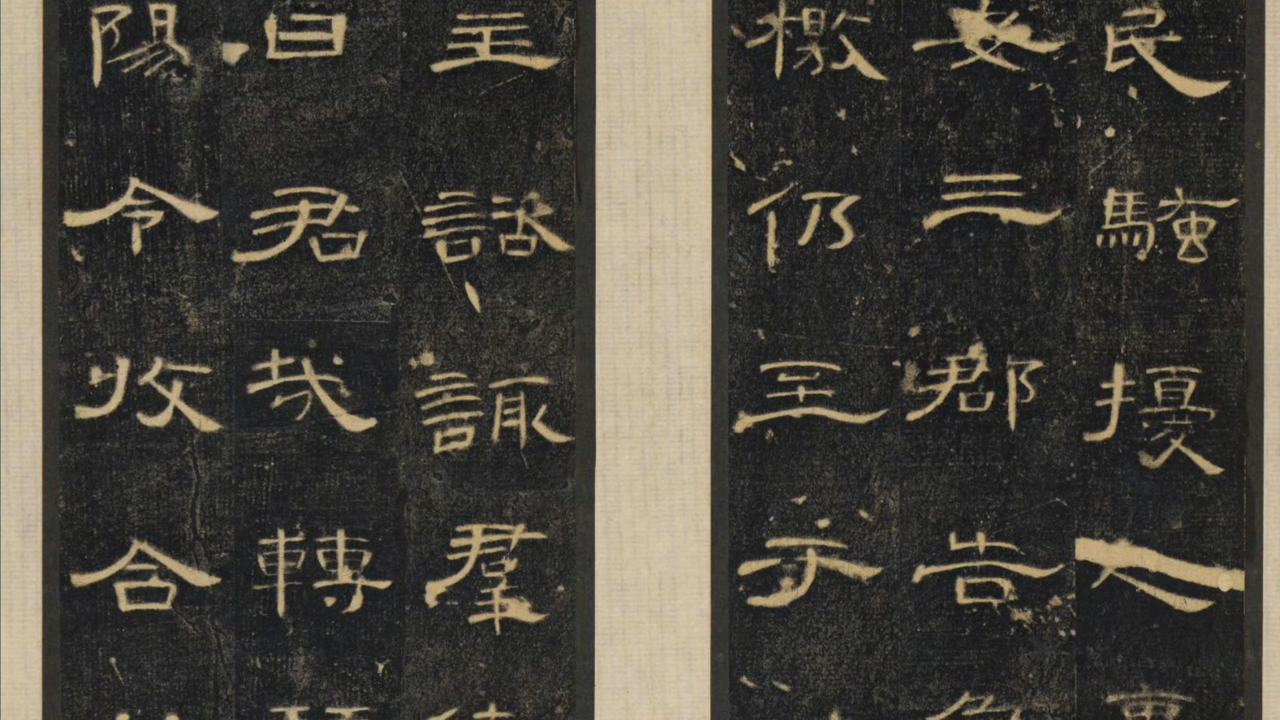 民騷擾人
安三郡告
檄仍至于
主諮諏羣
曰君哉轉
陽令收合